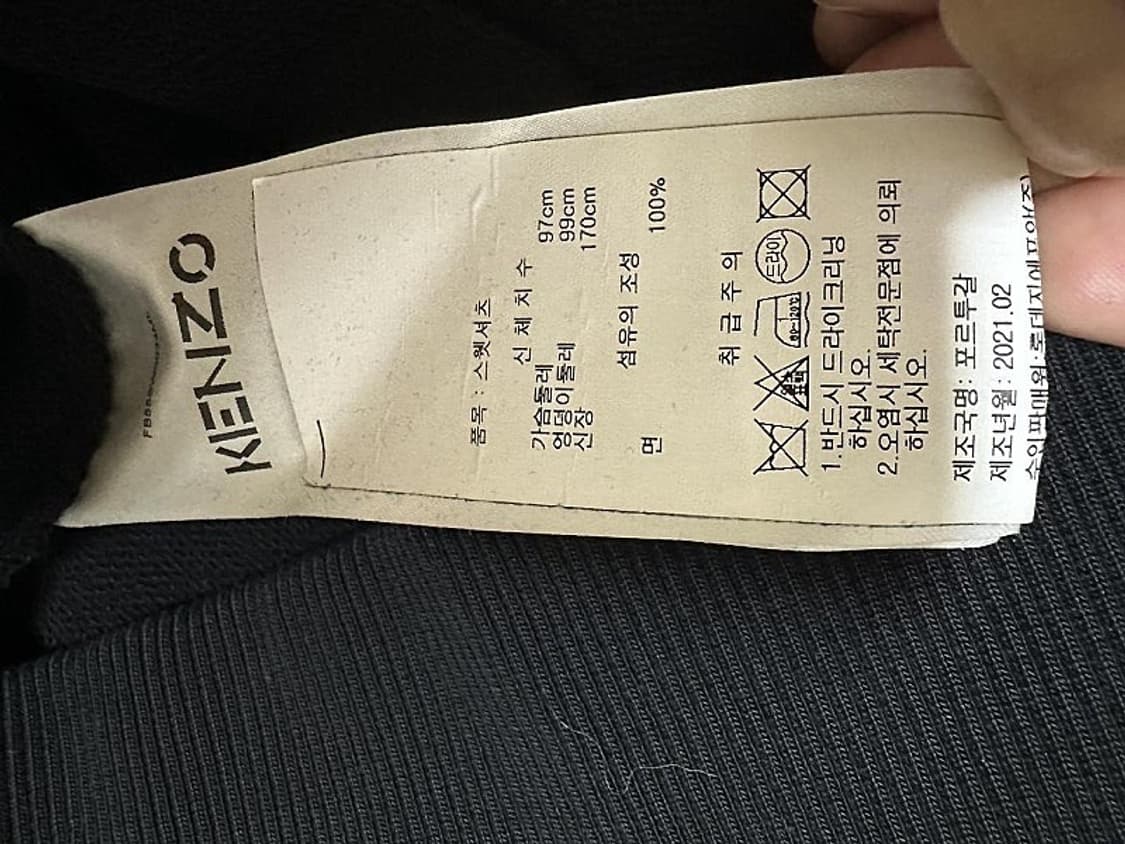 KENZO
품목 : 스웻셔츠
신 체 치 수
가슴둘레 97cm
엉덩이둘레 99cm
신장 170cm
섬유의 조성
면 100%
취 급 주 의
80~120℃
드라이
1.반드시 드라이크리닝
하십시오.
2.오염시 세탁전문점에 의뢰
하십시오.
제조국명: 포르투갈
제조년월: 2021.02